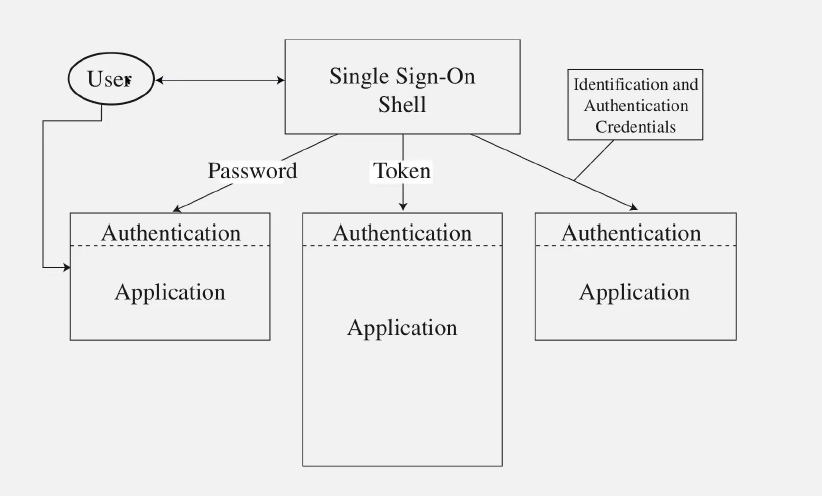 User
Single Sign-On
Shell
Identification and
Authentication
Credentials
Password
Token
Authentication
Authentication
Authentication
Application
Application
Application